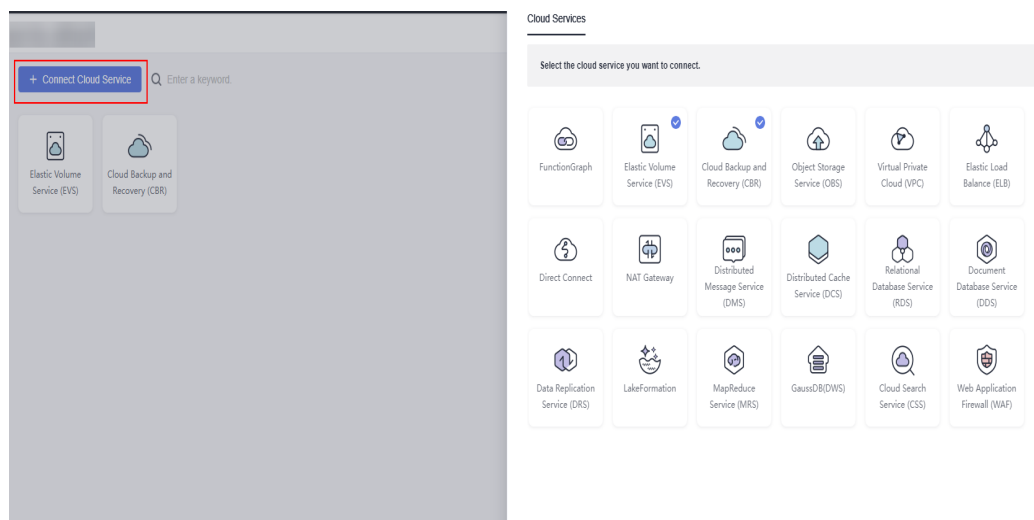 + Connect Cloud Service
Enter a keyword.
Elastic Volume
Service (EVS)
Cloud Backup and
Recovery (CBR)
Cloud Services
Select the cloud service you want to connect.
FunctionGraph
Elastic Volume
Service (EVS)
Cloud Backup and
Recovery (CBR)
Object Storage
Service (OBS)
Virtual Private
Cloud (VPC)
Elastic Load
Balance (ELB)
Direct Connect
NAT Gateway
Distributed
Message Service
(DMS)
Distributed Cache
Service (DCS)
Relational
Database Service
(RDS)
Document
Database Service
(DDS)
Data Replication
Service (DRS)
LakeFormation
MapReduce
Service (MRS)
GaussDB(DWS)
Cloud Search
Service (CSS)
Web Application
Firewall (WAF)